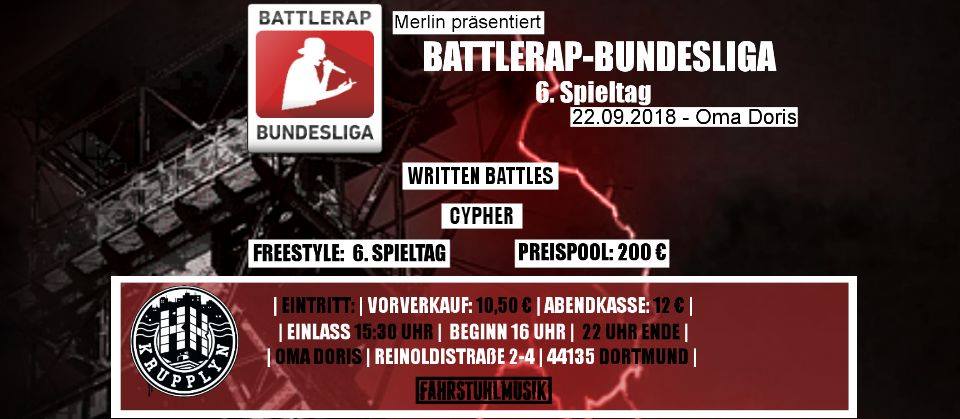 BATTLERAP
BUNDESLIGA
Merlin präsentiert
BATTLERAP-BUNDESLIGA
6. Spieltag
22.09.2018 - Oma Doris
WRITTEN BATTLES
CYPHER
FREESTYLE: 6. SPIELTAG
PREISPOOL: 200 €
| EINTRITT: | VORVERKAUF: 10,50 € | ABENDKASSE: 12 € |
| EINLASS 15:30 UHR | BEGINN 16 UHR | 22 UHR ENDE |
| OMA DORIS | REINOLDISTRAßE 2-4 | 44135 DORTMUND |
KRUPPLYN
FAHRSTUHLMUSIK